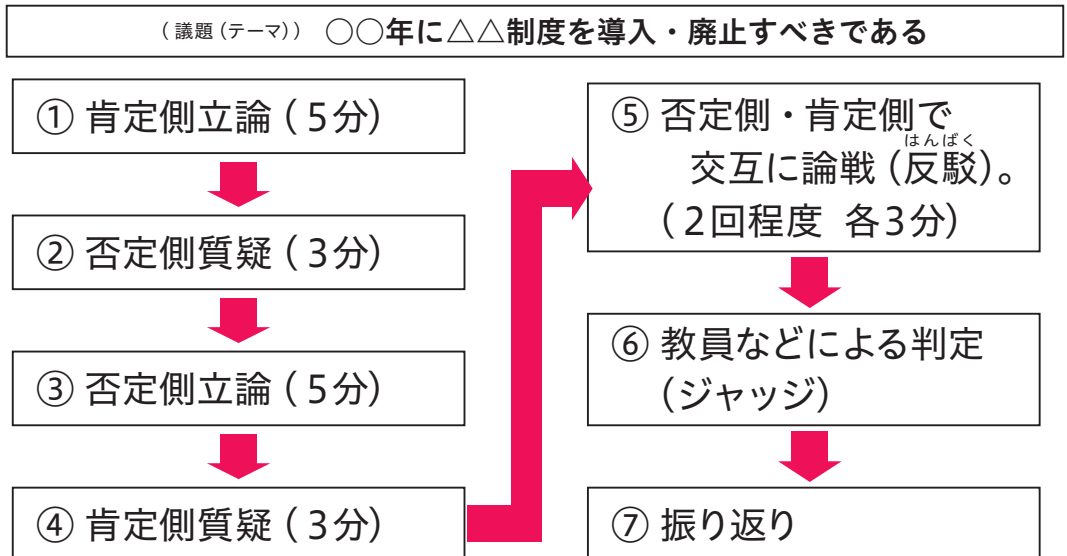 (議題(テーマ)) ○○年に△△制度を導入・廃止すべきである
① 肯定側立論(5分)
② 否定側質疑(3分)
③ 否定側立論(5分)
④ 肯定側質疑(3分)
⑤ 否定側・肯定側で
はんばく
交互に論戦(反駁)。
(2回程度 各3分)
⑥ 教員などによる判定
(ジャッジ)
⑦ 振り返り